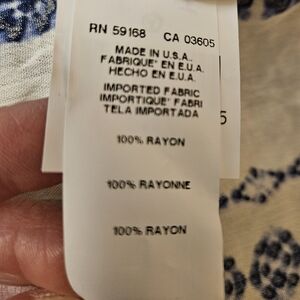 RN 59168 CA 03605
MADE IN U.S.A..
FABRIQUE' EN E.U.A.
HECHO EN E.U.A.
IMPORTED FABRIC
IMPORTIQUE' FABRI
TELA IMPORTADA
5
100% RAYON
100% RAYONNE
100% RAYON